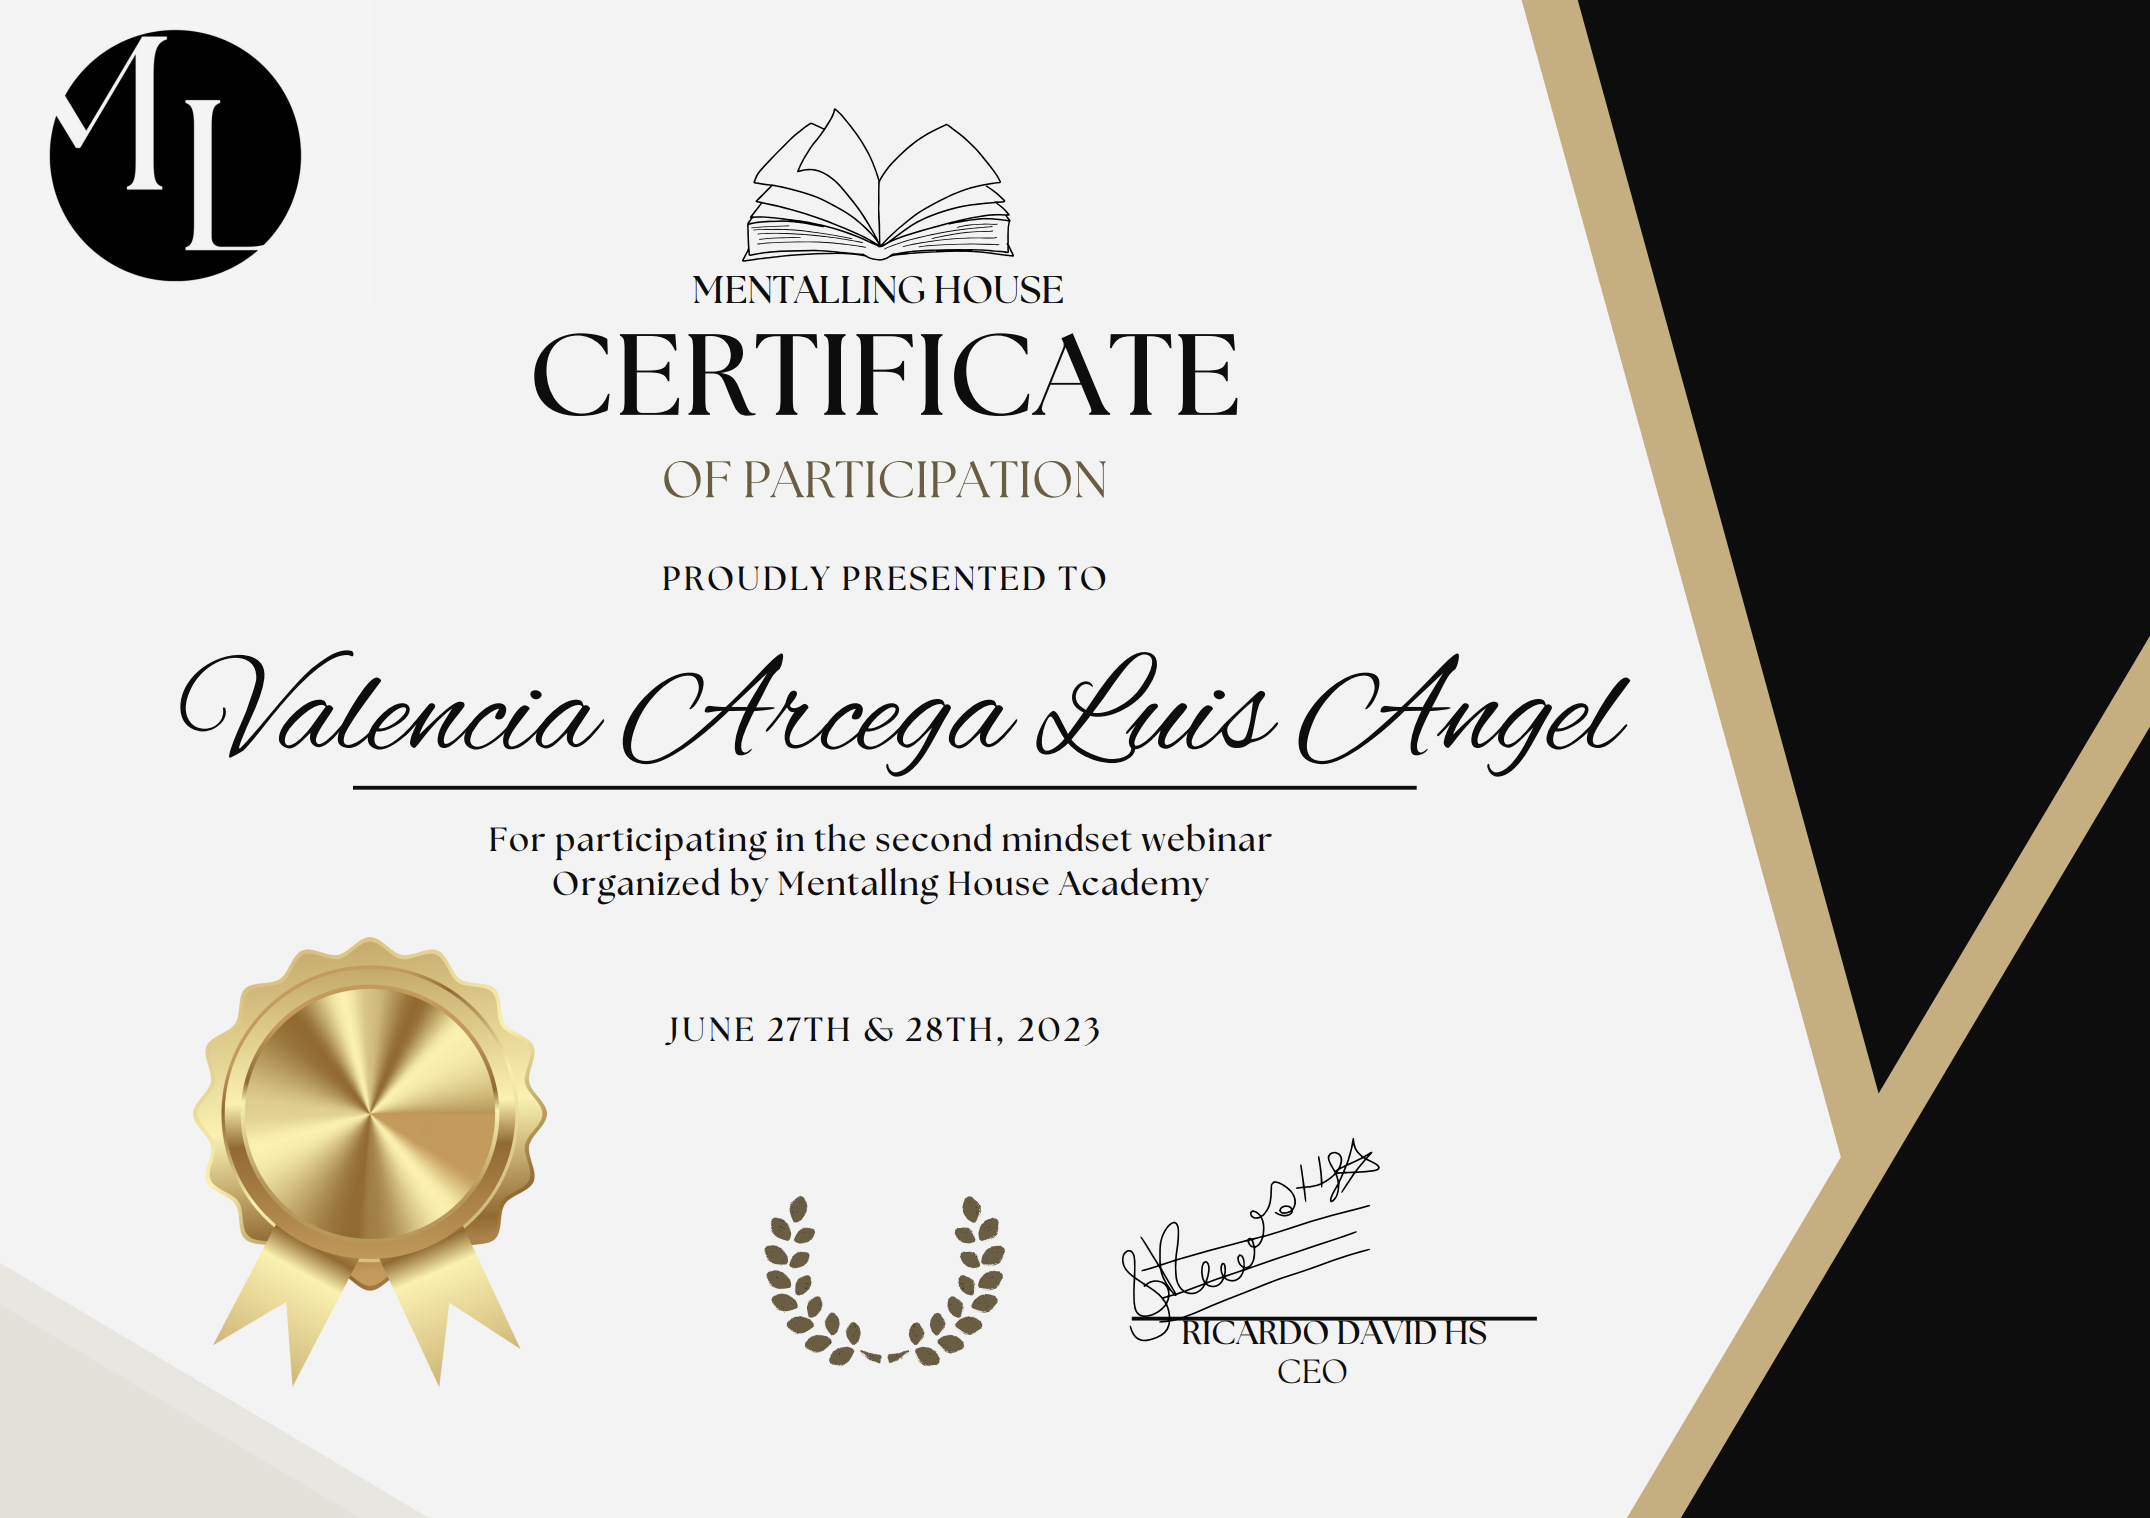 ML
MENTALLING HOUSE
CERTIFICATE
OF PARTICIPATION
PROUDLY PRESENTED TO
Valencia Arcega Luis Angel
For participating in the second mindset webinar
Organized by Mentallng House Academy
JUNE 27TH & 28TH, 2023
RICARDO DAVID HS
CEO